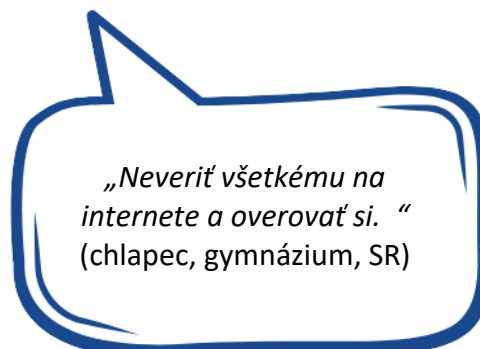 „Neveriť všetkému na
internete a overovať si.  “
(chlapec, gymnázium, SR)